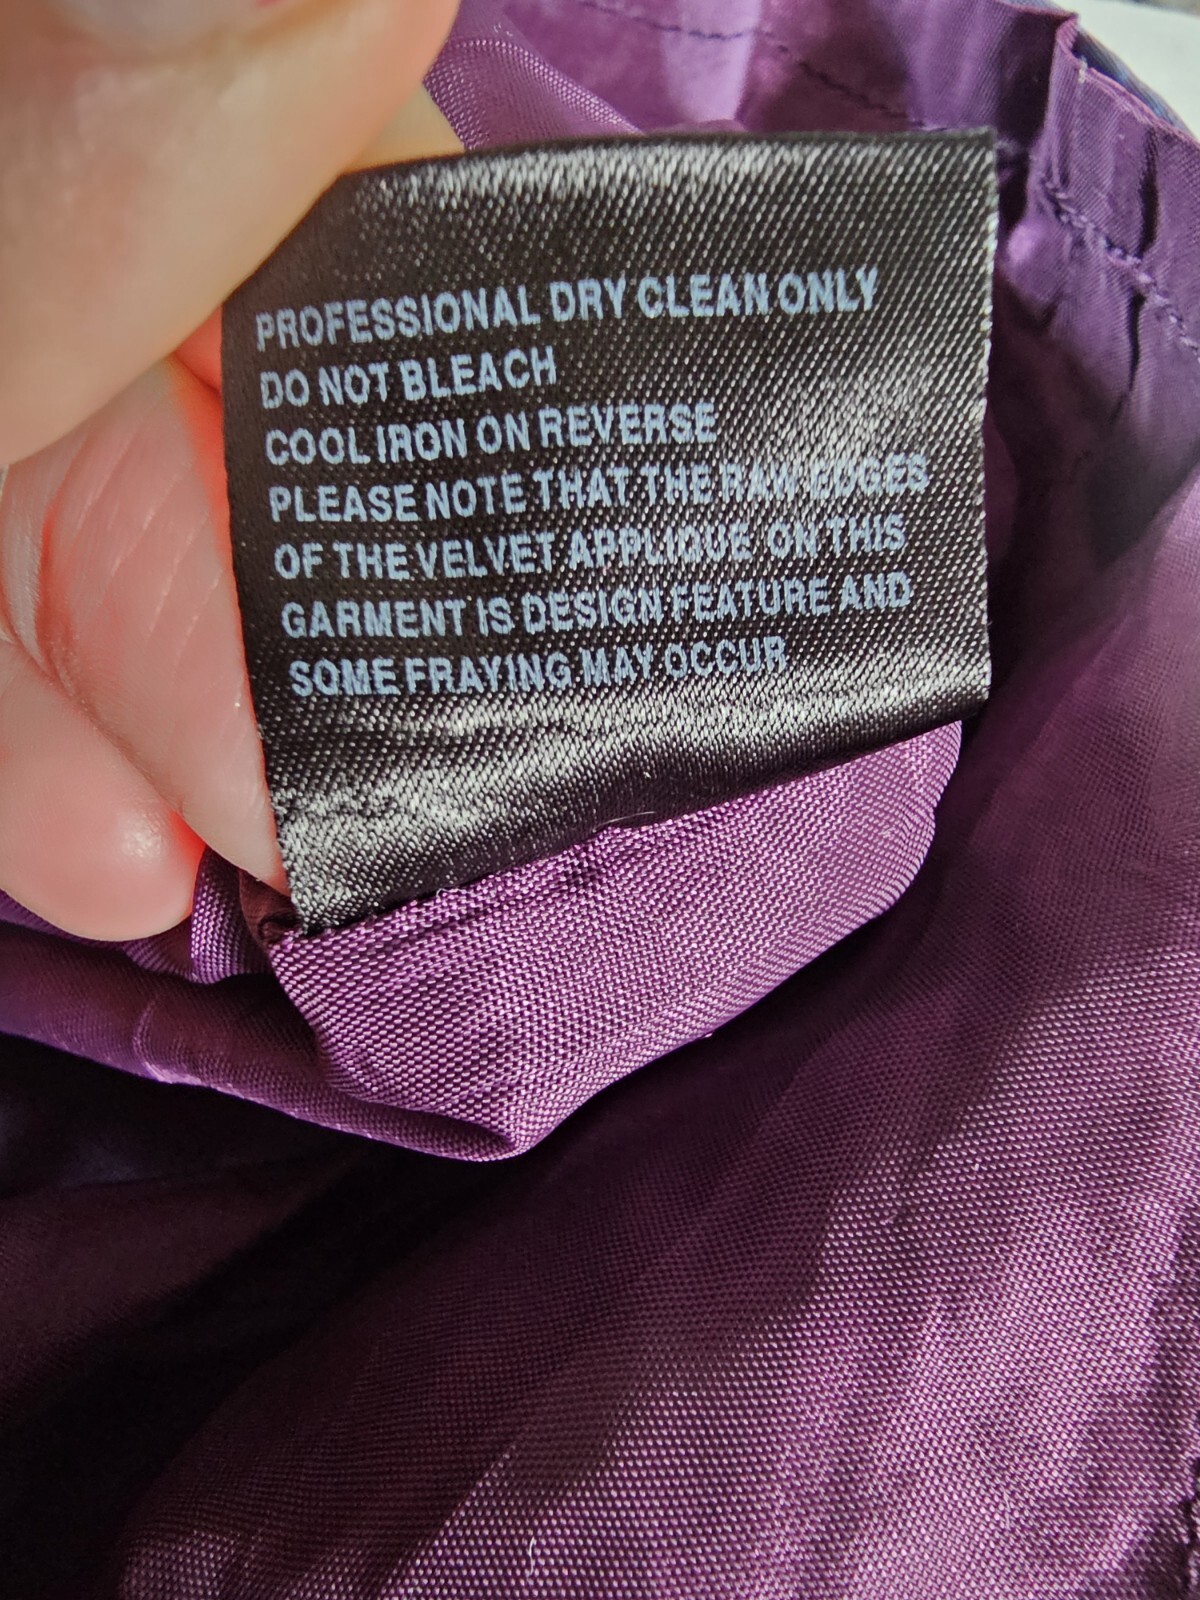 PROFESSIONAL DRY CLEAN ONLY
DO NOT BLEACH
COOL IRON ON REVERSE
PLEASE NOTE THAT THE RAW EDGES
OF THE VELVET APPLIQUE ON THIS
GARMENT IS DESIGN FEATURE AND
SOME FRAYING MAY OCCUR